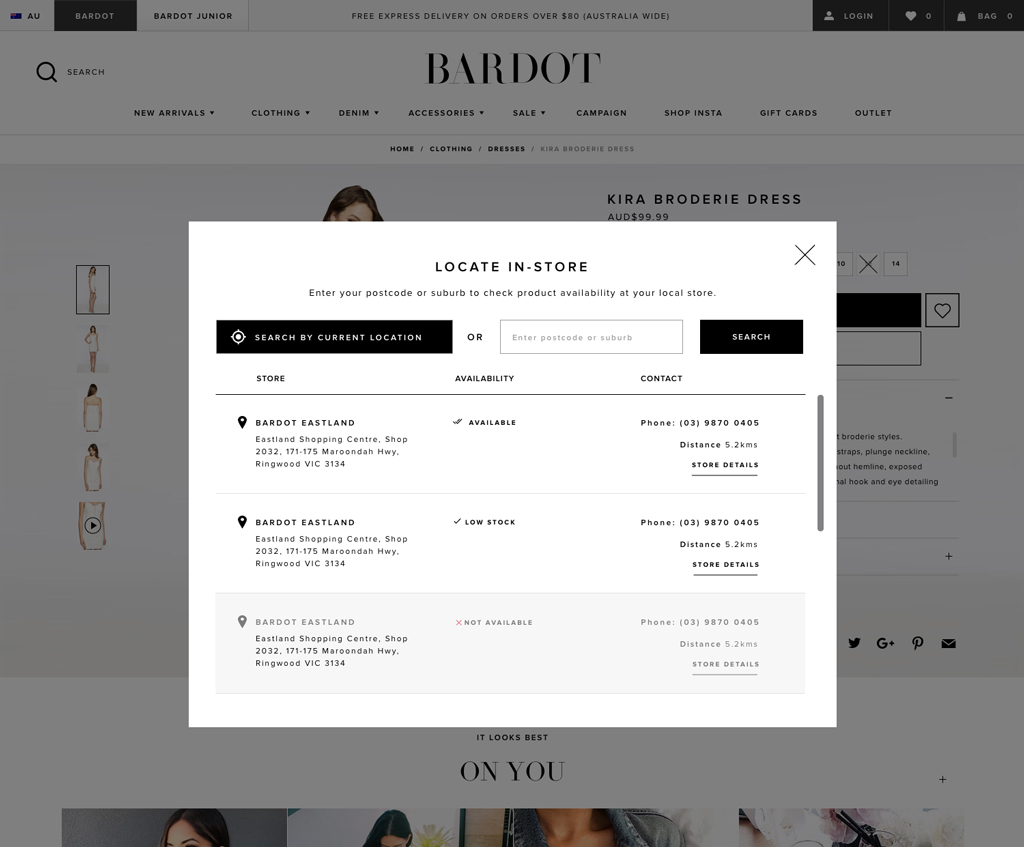 AU
BARDOT
BARDOT JUNIOR
FREE EXPRESS DELIVERY ON ORDERS OVER $80 (AUSTRALIA WIDE)
LOGIN
0
BAG 0
SEARCH
BARDOT
NEW ARRIVALS
CLOTHING
DENIM
ACCESSORIES
SALE
CAMPAIGN
SHOP INSTA
GIFT CARDS
OUTLET
HOME / CLOTHING / DRESSES / KIRA BRODERIE DRESS
KIRA BRODERIE DRESS
AUD$99.99
10
14
LOCATE IN-STORE
Enter your postcode or suburb to check product availability at your local store.
SEARCH BY CURRENT LOCATION
OR
Enter postcode or suburb
SEARCH
STORE
AVAILABILITY
CONTACT
BARDOT EASTLAND
Eastland Shopping Centre, Shop
2032, 171-175 Maroondah Hwy,
Ringwood VIC 3134
AVAILABLE
Phone: (03) 9870 0405
Distance 5.2kms
STORE DETAILS
BARDOT EASTLAND
Eastland Shopping Centre, Shop
2032, 171-175 Maroondah Hwy,
Ringwood VIC 3134
LOW STOCK
Phone: (03) 9870 0405
Distance 5.2kms
STORE DETAILS
BARDOT EASTLAND
Eastland Shopping Centre, Shop
2032, 171-175 Maroondah Hwy,
Ringwood VIC 3134
NOT AVAILABLE
Phone: (03) 9870 0405
Distance 5.2kms
STORE DETAILS
broderie styles.
straps, plunge neckline,
hemline, exposed
hook and eye detailing
IT LOOKS BEST
ON YOU